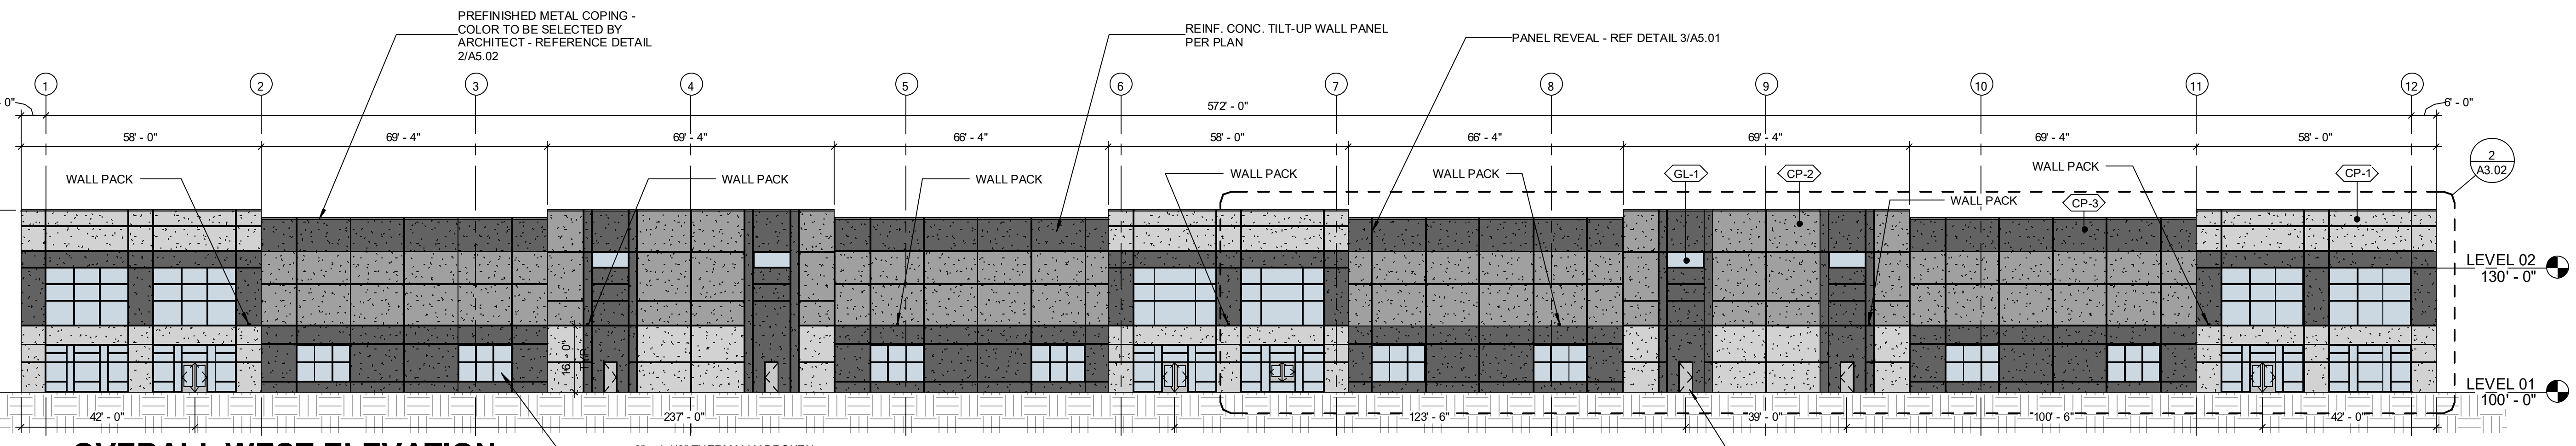 PREFINISHED METAL COPING -
COLOR TO BE SELECTED BY
ARCHITECT - REFERENCE DETAIL
2/A5.02
REINF. CONC. TILT-UP WALL PANEL
PER PLAN
PANEL REVEAL - REF DETAIL 3/A5.01
1 2 3 4 5 6 7 8 9 10 11 12
0" 572' - 0" 6' - 0"
58' - 0" 69' - 4" 69' - 4" 66' - 4" 58' - 0" 66' - 4" 69' - 4" 69' - 4" 58' - 0"
2
A3.02
WALL PACK WALL PACK WALL PACK WALL PACK WALL PACK GL-1 CP-2 WALL PACK CP-1
WALL PACK CP-3
LEVEL 02
130' - 0"
16' - 0"
TYP.
LEVEL 01
100' - 0"
42' - 0" 237' - 0" 123' - 6" 39' - 0" 100' - 6" 42' - 0"
OVERALL WEST ELEVATION